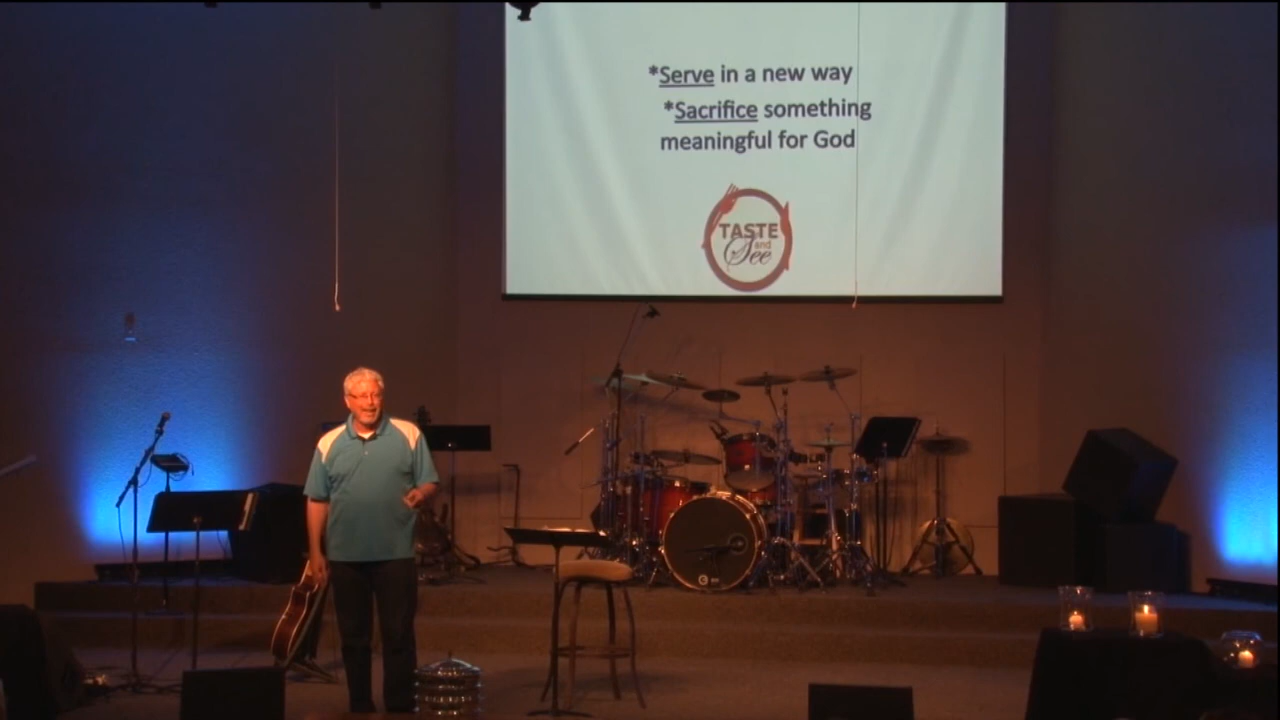 *Serve in a new way
*Sacrifice something
meaningful for God
TASTE
and
See